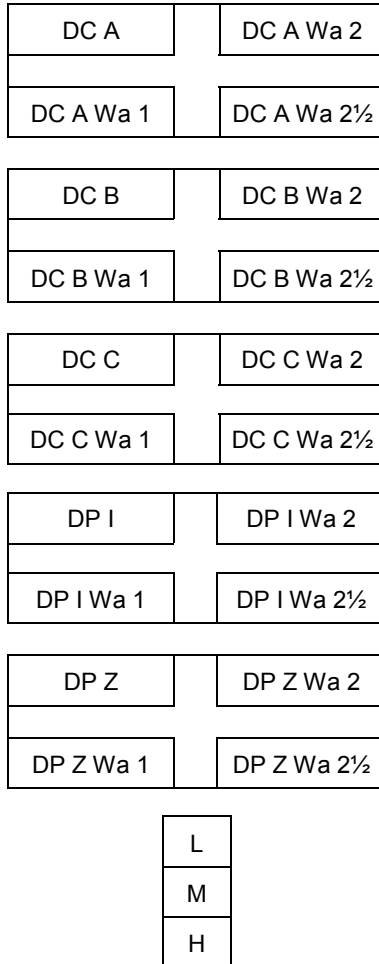 DC A DC A Wa 2
DC A Wa 1 DC A Wa 2½
DC B DC B Wa 2
DC B Wa 1 DC B Wa 2½
DC C DC C Wa 2
DC C Wa 1 DC C Wa 2½
DP I DP I Wa 2
DP I Wa 1 DP I Wa 2½
DP Z DP Z Wa 2
DP Z Wa 1 DP Z Wa 2½
L
M
H